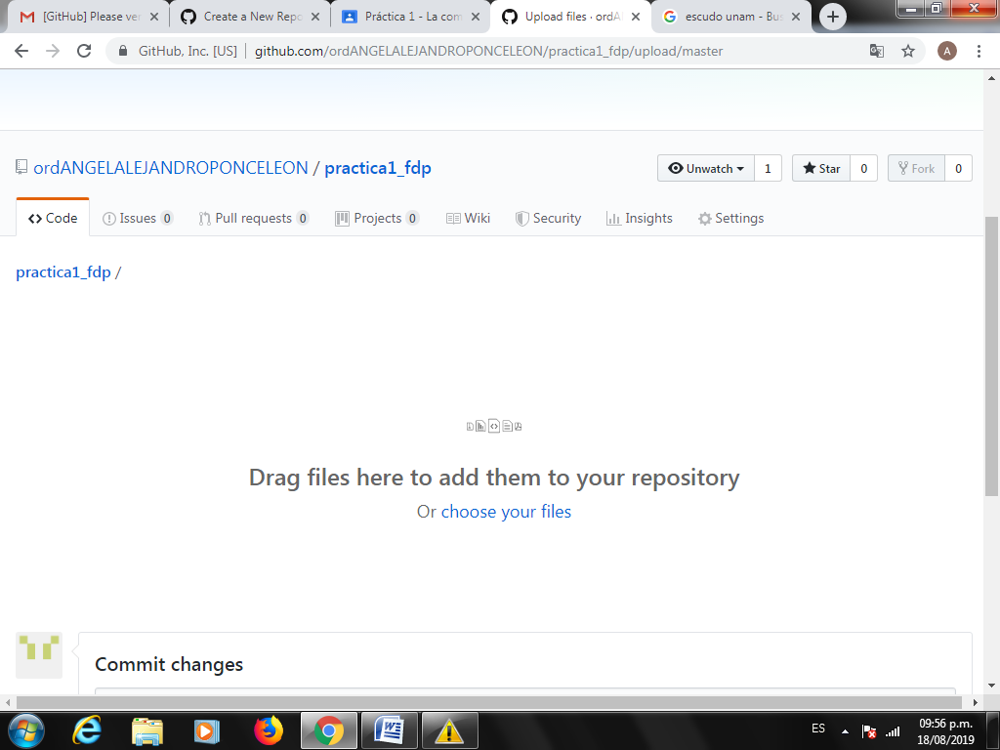 [GitHub] Please ver
Create a New Repo
Práctica 1 - La com
Upload files · ordA
escudo unam - Bus
GitHub, Inc. [US] | github.com/ordANGELALEJANDROPONCELEON/practica1_fdp/upload/master
A
ordANGELALEJANDROPONCELEON / practica1_fdp
Unwatch 1
Star 0
Fork 0
Code
Issues 0
Pull requests 0
Projects 0
Wiki
Security
Insights
Settings
practica1_fdp /
Drag files here to add them to your repository
Or choose your files
Commit changes
ES
09:56 p.m.
18/08/2019